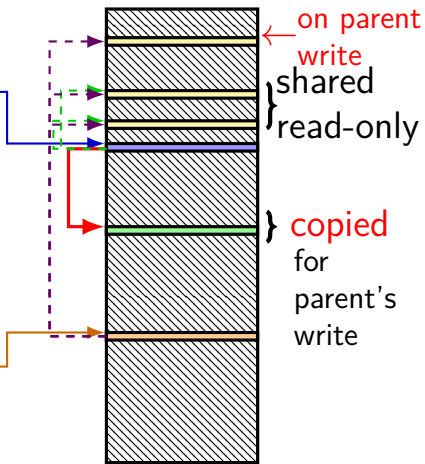 on parent
write
shared
read-only
copied
for
parent's
write